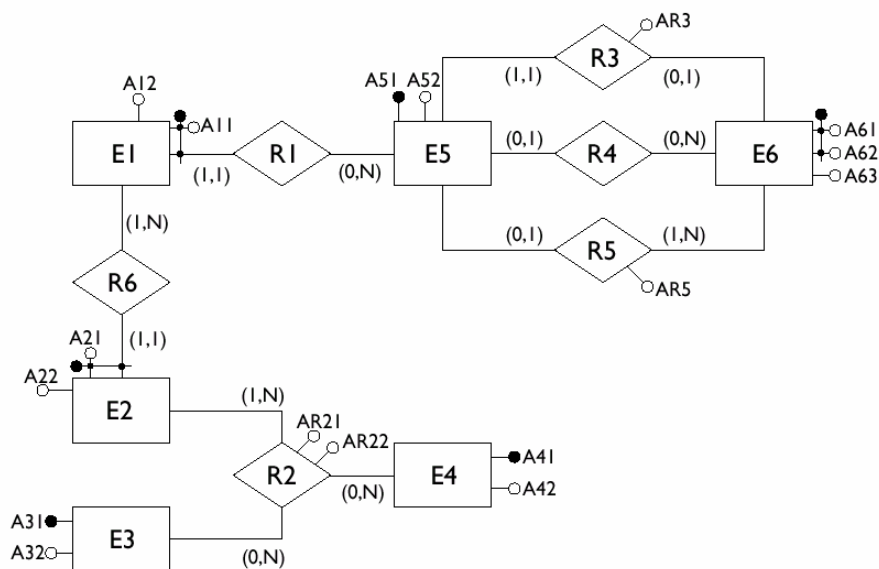 AR3
R3
(1,1)
(0,1)
A12
A51
A52
A11
A61
E1
R1
E5
(0,1)
R4
(0,N)
E6
A62
(1,1)
(0,N)
A63
(1,N)
(0,1)
R5
(1,N)
R6
AR5
A21
(1,1)
A22
E2
(1,N)
AR21
AR22
R2
E4
A41
(0,N)
A42
A31
E3
A32
(0,N)